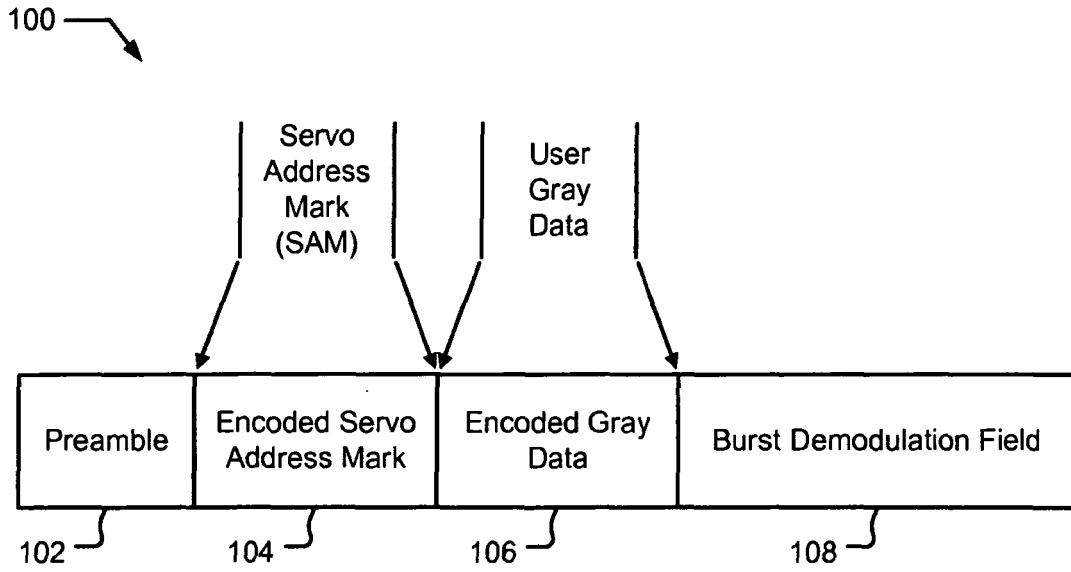 100
Servo
Address
Mark
(SAM)
User
Gray
Data
Preamble
Encoded Servo
Address Mark
Encoded Gray
Data
Burst Demodulation Field
102
104
106
108